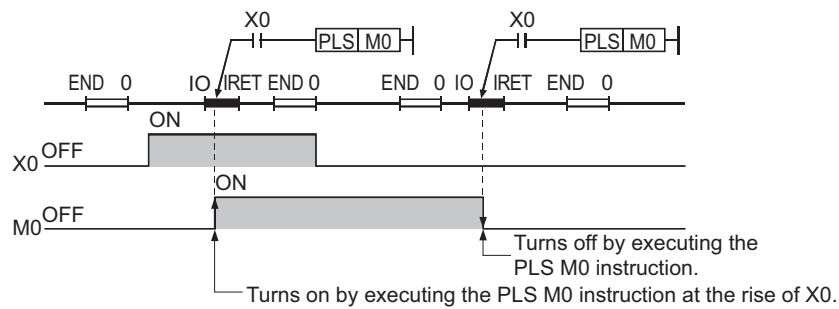 X0 X0
PLS M0 PLS M0
END 0 I0 IRET END 0 END 0 I0 IRET END 0
ON
X0 OFF
ON
M0 OFF
Turns off by executing the
PLS M0 instruction.
Turns on by executing the PLS M0 instruction at the rise of X0.